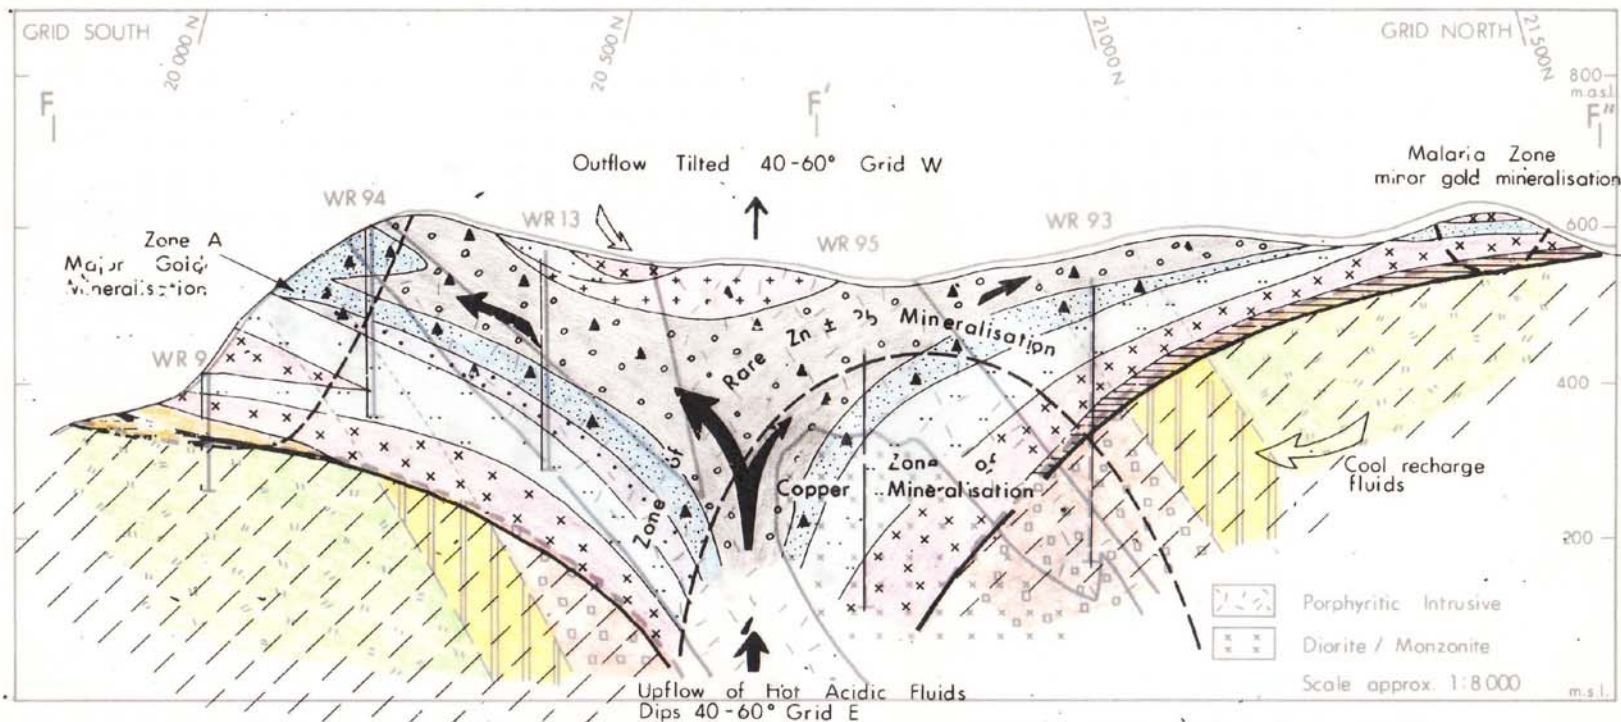 GRID SOUTH
20 000 N
20 500 N
21000 N
GRID NORTH
21 500N
800
m.a.s.l.
F
F'
F"
Outflow Tilted 40-60° Grid W
Malaria Zone
minor gold mineralisation
WR 94
WR 13
WR 95
WR 93
600
Zone A
Major Gold
Mineralisation
WR 9
Rare Zn ±
Mineralisation
400
Zone of
Zone of
Copper Mineralisation
Cool recharge
fluids
200
Porphyritic Intrusive
Diorite / Monzonite
Scale approx. 1:8000
m.s.l.
Upflow of Hot Acidic Fluids
Dips 40-60° Grid E